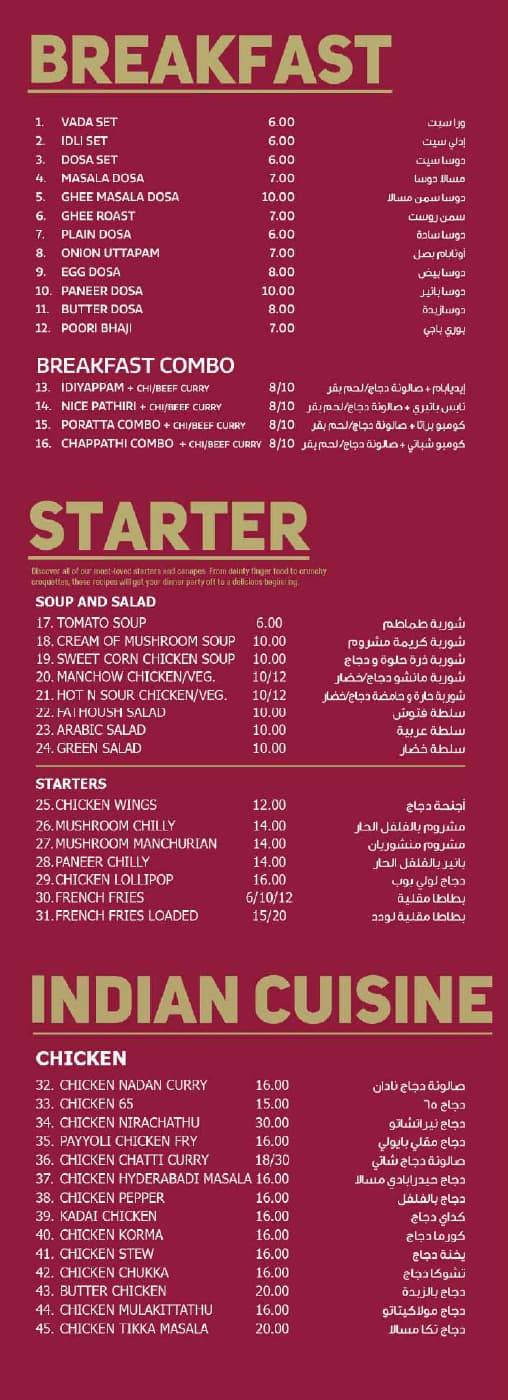 BREAKFAST
1. VADA SET 6.00 ورا سيت
2. IDLI SET 6.00 إدلي سيت
3. DOSA SET 6.00 دوسا سيت
4. MASALA DOSA 7.00 مسالا دوسا
5. GHEE MASALA DOSA 10.00 دوسا سمن مسالا
6. GHEE ROAST 7.00 سمن روست
7. PLAIN DOSA 6.00 دوسا سادة
8. ONION UTTAPAM 7.00 أوتابام بصل
9. EGG DOSA 8.00 دوسا بيض
10. PANEER DOSA 10.00 دوسا بانير
11. BUTTER DOSA 8.00 دوسا زبدة
12. POORI BHAJI 7.00 بوري باجي
BREAKFAST COMBO
13. IDIYAPPAM + CHI/BEEF CURRY 8/10 إيديابام + صالونة دجاج/لحم بقر
14. NICE PATHIRI + CHI/BEEF CURRY 8/10 نايس باتيري + صالونة دجاج/لحم بقر
15. PORATTA COMBO + CHI/BEEF CURRY 8/10 كومبو براتا + صالونة دجاج/لحم بقر
16. CHAPPATHI COMBO + CHI/BEEF CURRY 8/10 كومبو شباتي + صالونة دجاج/لحم بقر
STARTER
Discover all of our most-loved starters and canapes. From dainty finger food to crunchy
croquettes, these recipes will get your dinner party off to a delicious beginning.
SOUP AND SALAD
17. TOMATO SOUP 6.00 شوربة طماطم
18. CREAM OF MUSHROOM SOUP 10.00 شوربة كريمة مشروم
19. SWEET CORN CHICKEN SOUP 10.00 شوربة ذرة حلوة و دجاج
20. MANCHOW CHICKEN/VEG. 10/12 شوربة مانشو دجاج/خضار
21. HOT N SOUR CHICKEN/VEG. 10/12 شوربة حارة و حامضة دجاج/خضار
22. FATHOUSH SALAD 10.00 سلطة فتوش
23. ARABIC SALAD 10.00 سلطة عربية
24. GREEN SALAD 10.00 سلطة خضار
STARTERS
25. CHICKEN WINGS 12.00 أجنحة دجاج
26. MUSHROOM CHILLY 14.00 مشروم بالفلفل الحار
27. MUSHROOM MANCHURIAN 14.00 مشروم منشوريان
28. PANEER CHILLY 14.00 بانير بالفلفل الحار
29. CHICKEN LOLLIPOP 16.00 دجاج لولي بوب
30. FRENCH FRIES 6/10/12 بطاطا مقلية
31. FRENCH FRIES LOADED 15/20 بطاطا مقلية لودد
INDIAN CUISINE
CHICKEN
32. CHICKEN NADAN CURRY 16.00 صالونة دجاج نادان
33. CHICKEN 65 15.00 دجاج ٦٥
34. CHICKEN NIRACHATHU 30.00 دجاج نيراتشاتو
35. PAYYOLI CHICKEN FRY 16.00 دجاج مقلي بايولي
36. CHICKEN CHATTI CURRY 18/30 صالونة دجاج شاتي
37. CHICKEN HYDERABADI MASALA 16.00 دجاج حيدرابادي مسالا
38. CHICKEN PEPPER 16.00 دجاج بالفلفل
39. KADAI CHICKEN 16.00 كداي دجاج
40. CHICKEN KORMA 16.00 كورما دجاج
41. CHICKEN STEW 16.00 يخنة دجاج
42. CHICKEN CHUKKA 16.00 تشوكا دجاج
43. BUTTER CHICKEN 20.00 دجاج بالزبدة
44. CHICKEN MULAKITTATHU 16.00 دجاج مولاكيتاتو
45. CHICKEN TIKKA MASALA 20.00 دجاج تكا مسالا